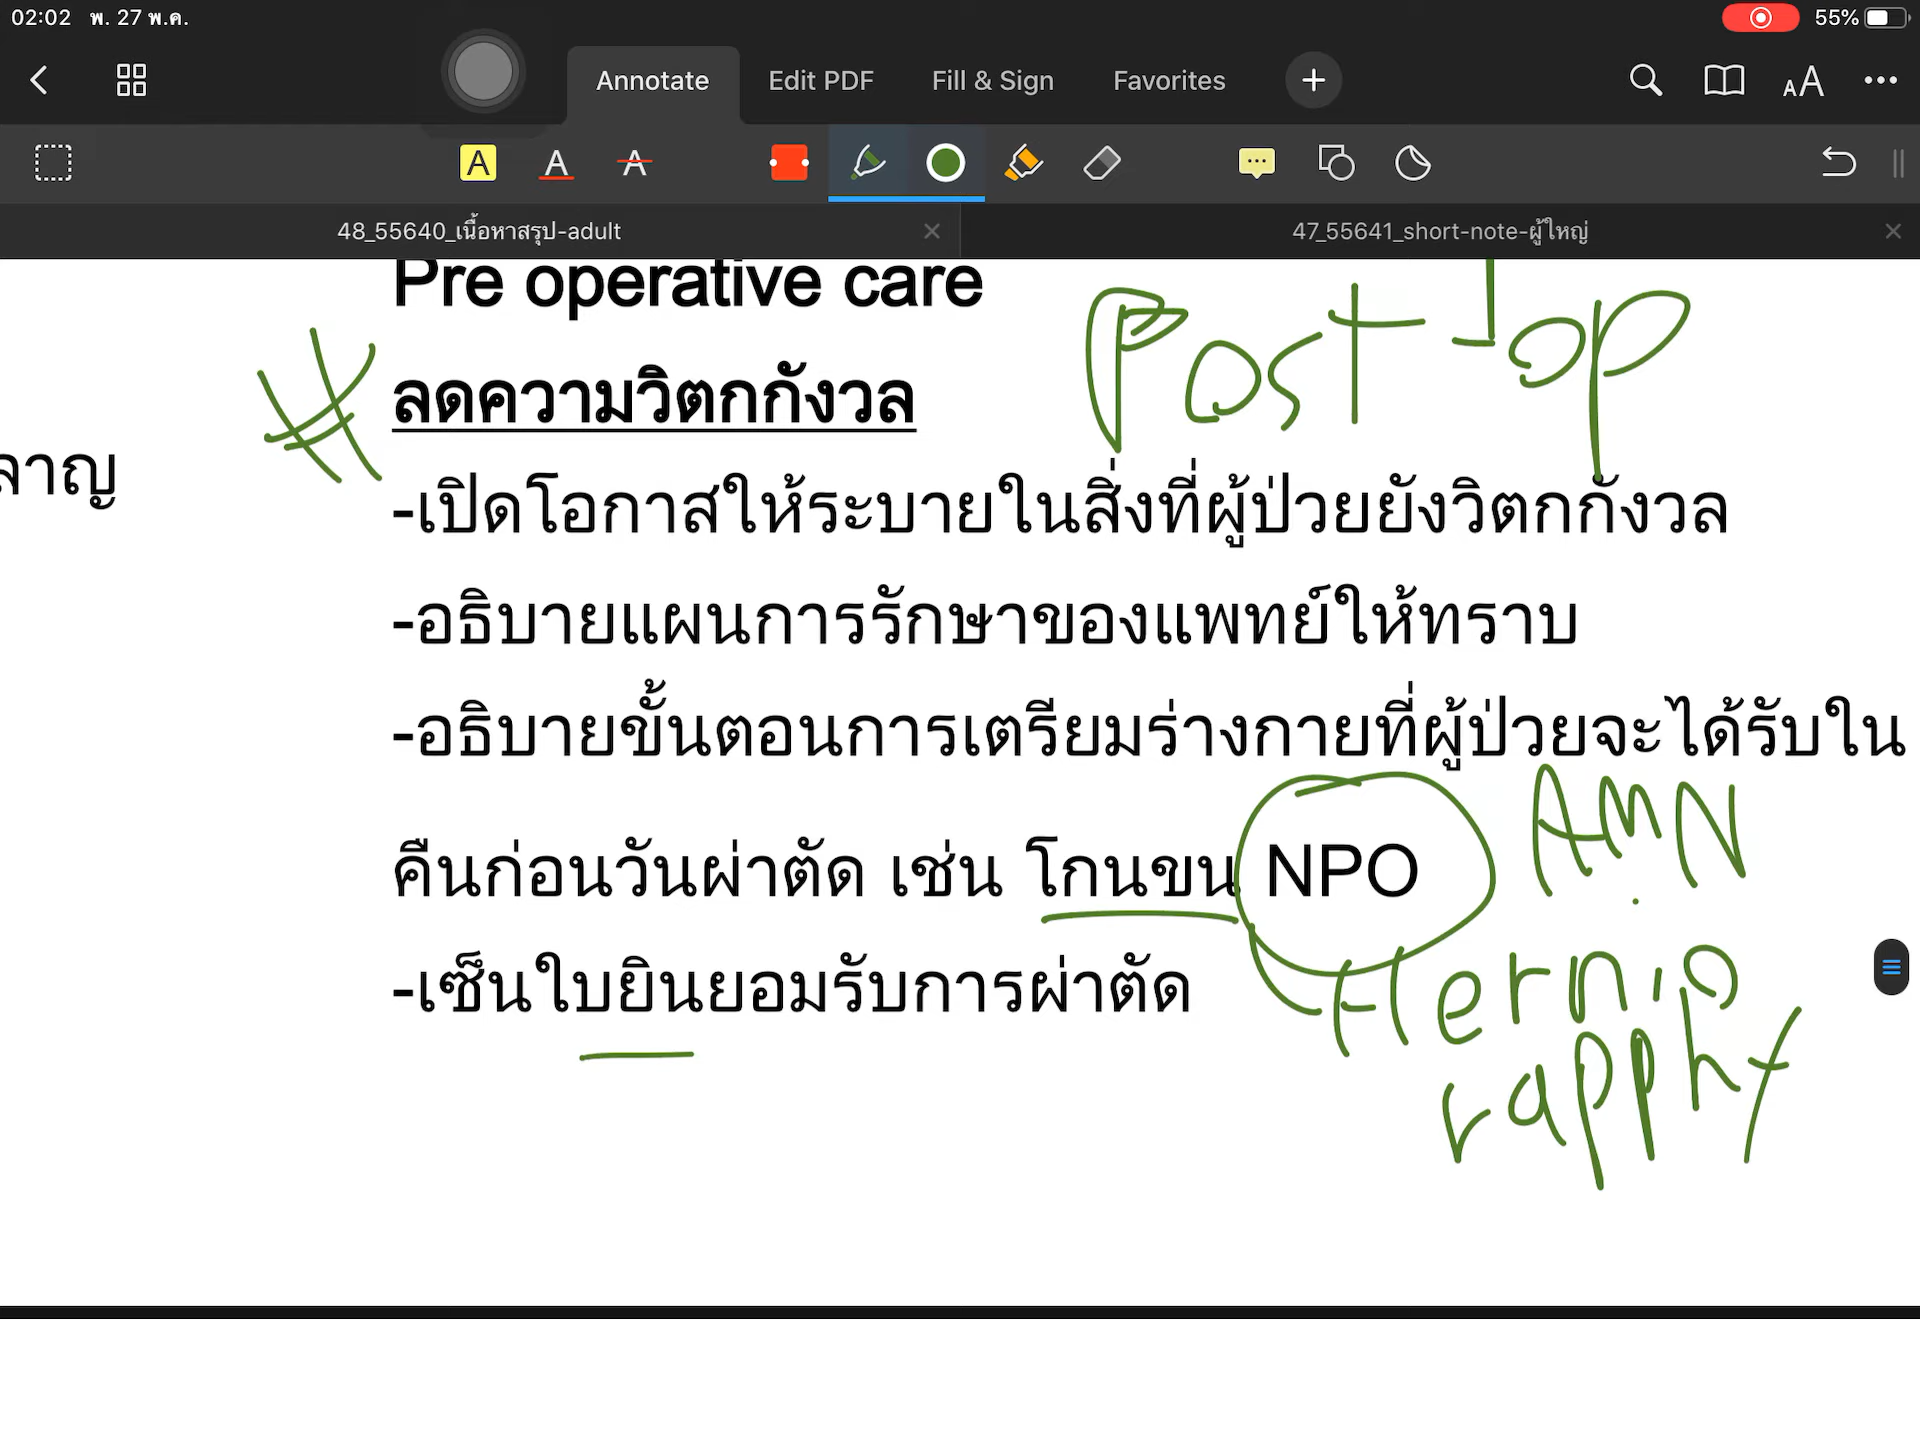 02:02 พ. 27 พ.ค. 55%
Annotate Edit PDF Fill & Sign Favorites
48_55640_เนื้อหาสรุป-adult 47_55641_short-note-ผู้ใหญ่
Pre operative care
Post op
ลดความวิตกกังวล
ลาญ
-เปิดโอกาสให้ระบายในสิ่งที่ผู้ป่วยยังวิตกกังวล
-อธิบายแผนการรักษาของแพทย์ให้ทราบ
-อธิบายขั้นตอนการเตรียมร่างกายที่ผู้ป่วยจะได้รับใน
คืนก่อนวันผ่าตัด เช่น โกนขน NPO AMN
-เซ็นใบยินยอมรับการผ่าตัด Hernio
rapphy